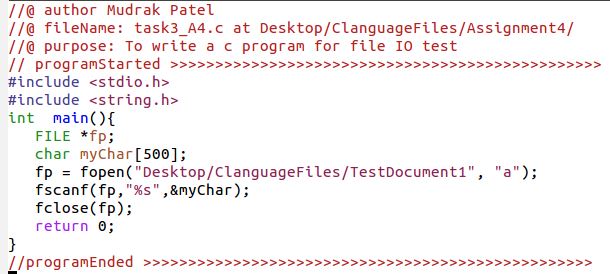 //@ author Mudrak Patel
//@ fileName: task3_A4.c at Desktop/ClanguageFiles/Assignment4/
//@ purpose: To write a c program for file IO test
// programStarted >>>>>>>>>>>>>>>>>>>>>>>>>>>>>>>>>>>>>>>>>>>>>>>>
#include <stdio.h>
#include <string.h>
int  main(){
   FILE *fp;
   char myChar[500];
   fp = fopen("Desktop/ClanguageFiles/TestDocument1", "a");
   fscanf(fp,"%s",&myChar);
   fclose(fp);
   return 0;
}
//programEnded >>>>>>>>>>>>>>>>>>>>>>>>>>>>>>>>>>>>>>>>>>>>>>>>>>